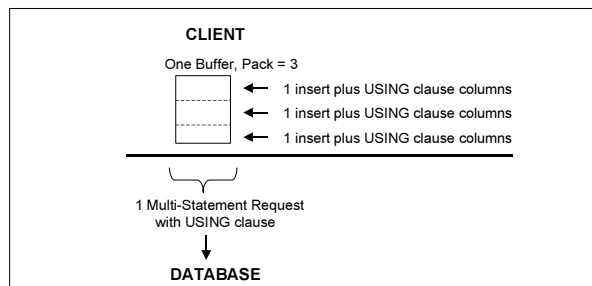 CLIENT
One Buffer, Pack = 3
1 insert plus USING clause columns
1 insert plus USING clause columns
1 insert plus USING clause columns
1 Multi-Statement Request
with USING clause
DATABASE